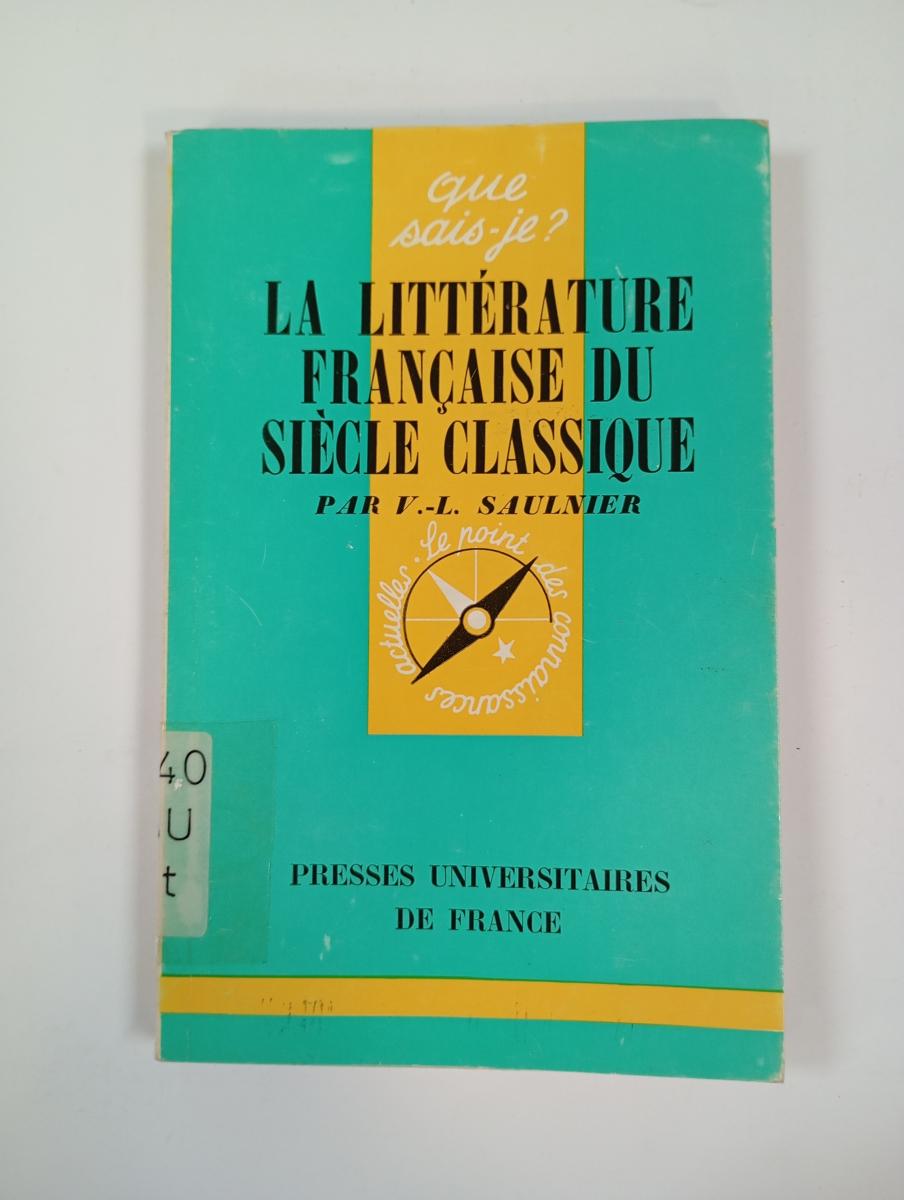 que
sais-je?
LA LITTÉRATURE
FRANÇAISE DU
SIÈCLE CLASSIQUE
PAR V.-L. SAULNIER
Le point des connaissances actuelles.
40
U
t
PRESSES UNIVERSITAIRES
DE FRANCE